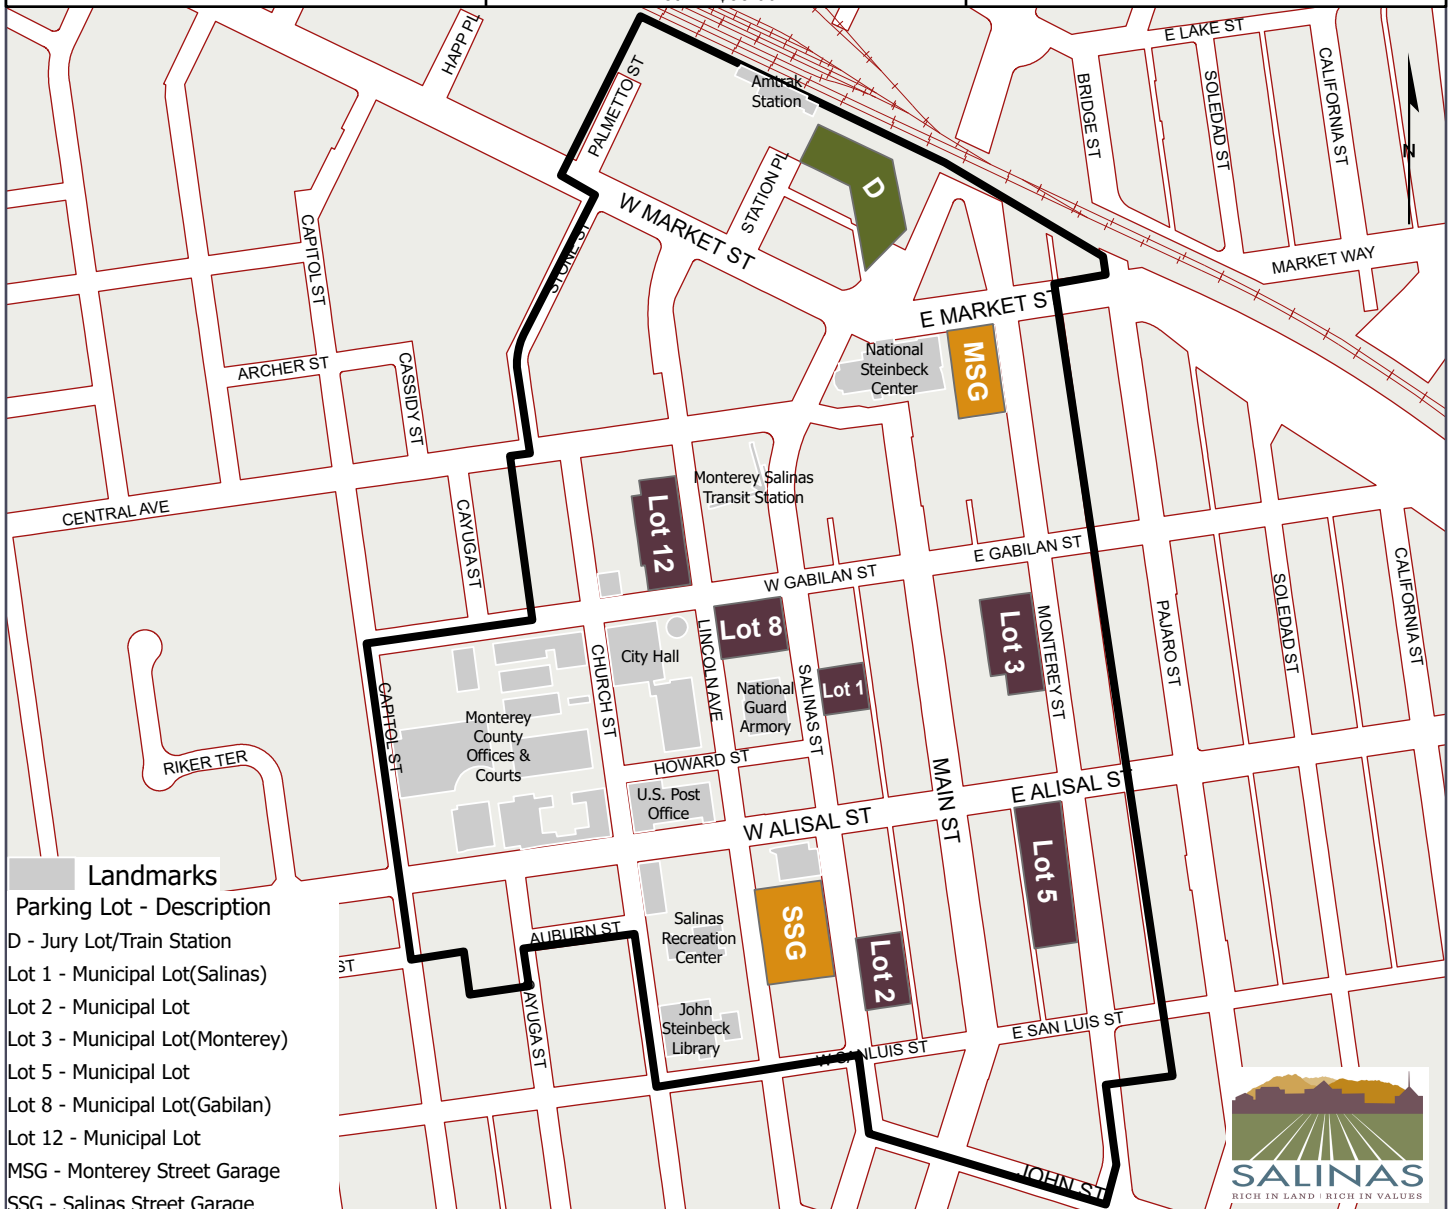 E LAKE ST
HAPP PL
PALMETTO ST
Amtrak
Station
BRIDGE ST
SOLEDAD ST
CALIFORNIA ST
N
STATION PL
D
W MARKET ST
CAPITOL ST
STONE ST
MARKET WAY
E MARKET ST
National
Steinbeck
Center
MSG
ARCHER ST
CASSIDY ST
Monterey Salinas
Transit Station
Lot 12
CENTRAL AVE
CAYUGA ST
E GABILAN ST
W GABILAN ST
SOLEDAD ST
CALIFORNIA ST
PAJARO ST
Lot 8
Lot 3
MONTEREY ST
LINCOLN AVE
City Hall
CHURCH ST
SALINAS ST
Lot 1
National
Guard
Armory
CAPITOL ST
Monterey
County
Offices &
Courts
RIKER TER
HOWARD ST
MAIN ST
E ALISAL ST
U.S. Post
Office
W ALISAL ST
Lot 5
SSG
Salinas
Recreation
Center
AUBURN ST
Lot 2
ST
AYUGA ST
John
Steinbeck
Library
E SAN LUIS ST
W SANLUIS ST
JOHN ST
Landmarks
Parking Lot - Description
D - Jury Lot/Train Station
Lot 1 - Municipal Lot(Salinas)
Lot 2 - Municipal Lot
Lot 3 - Municipal Lot(Monterey)
Lot 5 - Municipal Lot
Lot 8 - Municipal Lot(Gabilan)
Lot 12 - Municipal Lot
MSG - Monterey Street Garage
SSG - Salinas Street Garage
SALINAS
RICH IN LAND | RICH IN VALUES